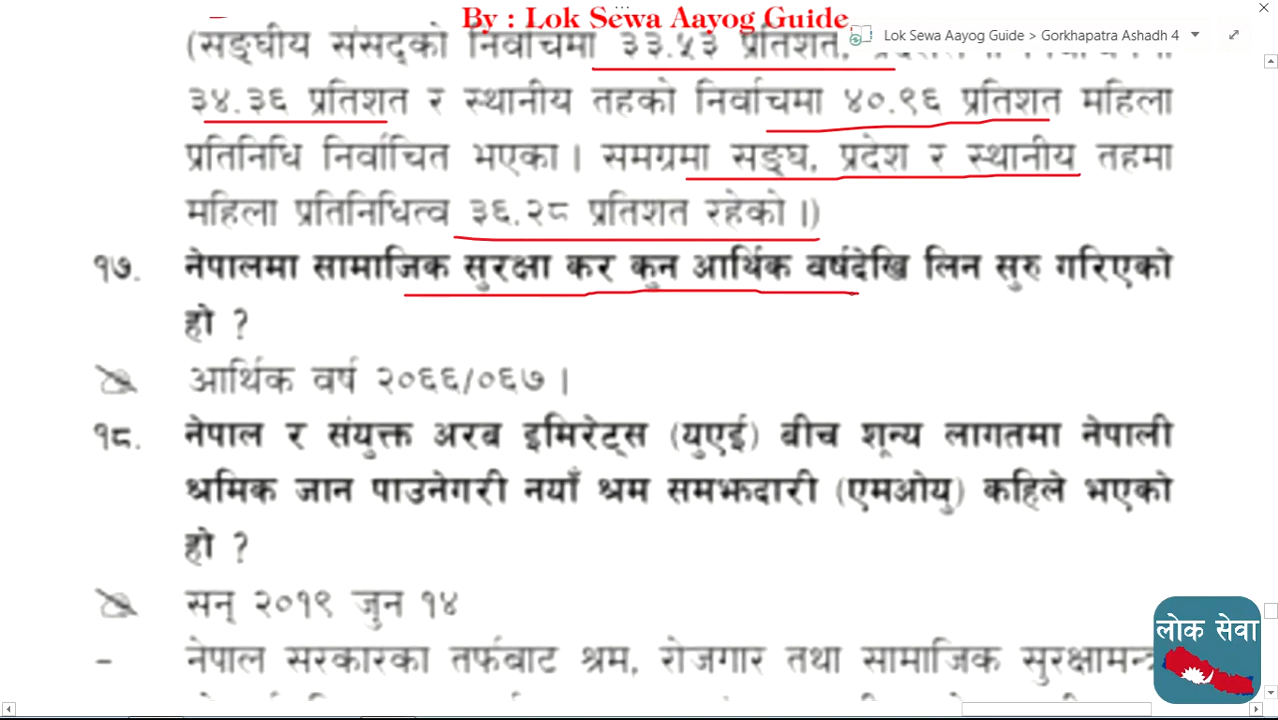 By : Lok Sewa Aayog Guide
Lok Sewa Aayog Guide > Gorkhapatra Ashadh 4
(सङ्घीय संसद्को निर्वाचमा ३३.५३ प्रतिशत,
३४.३६ प्रतिशत र स्थानीय तहको निर्वाचमा ४०.९६ प्रतिशत महिला
प्रतिनिधि निर्वाचित भएका । समग्रमा सङ्घ, प्रदेश र स्थानीय तहमा
महिला प्रतिनिधित्व ३६.२८ प्रतिशत रहेको ।)
१७. नेपालमा सामाजिक सुरक्षा कर कुन आर्थिक वर्षदेखि लिन सुरु गरिएको
हो ?
आर्थिक वर्ष २०६६/०६७ ।
१८. नेपाल र संयुक्त अरब इमिरेट्स (युएई) बीच शून्य लागतमा नेपाली
श्रमिक जान पाउनेगरी नयाँ श्रम समझदारी (एमओयु) कहिले भएको
हो ?
सन् २०१९ जुन १४
- नेपाल सरकारका तर्फबाट श्रम, रोजगार तथा सामाजिक
लोक सेवा